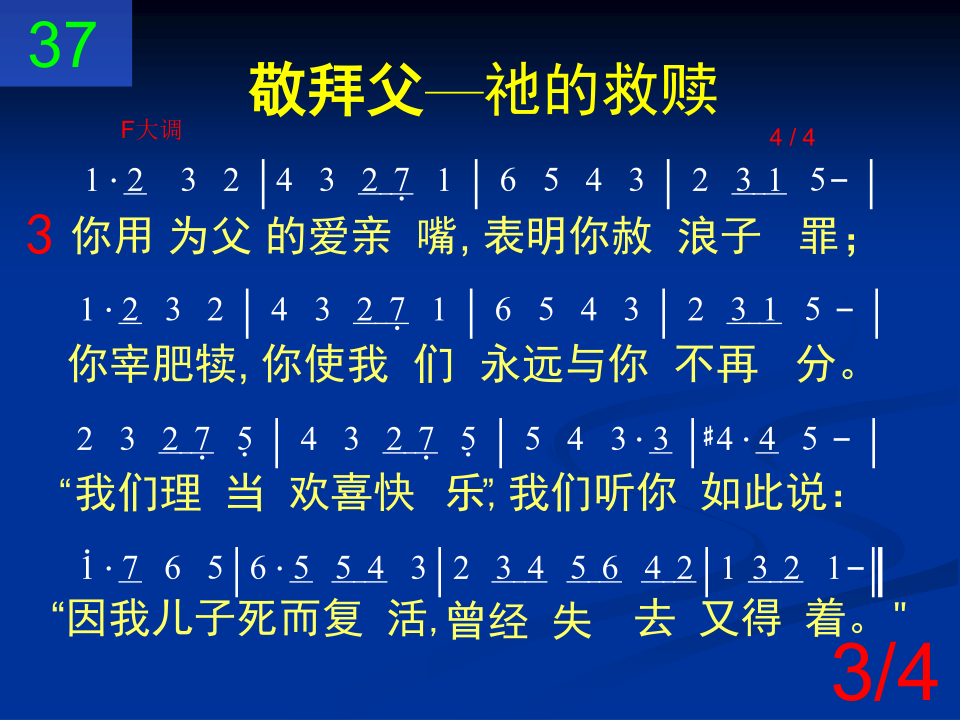 37
敬拜父—祂的救赎
F大调
4 / 4
1 · 2 3 2 | 4 3 2 7̣ 1 | 6 5 4 3 | 2 3 1 5 – |
3 你用 为父 的爱亲 嘴, 表明你赦 浪子 罪；
1 · 2 3 2 | 4 3 2 7̣ 1 | 6 5 4 3 | 2 3 1 5 – |
你宰肥犊, 你使我 们 永远与你 不再 分。
2 3 2 7̣ 5̣ | 4 3 2 7̣ 5̣ | 5 4 3 · 3 | ♯4 · 4 5 – |
“我们理 当 欢喜快 乐”, 我们听你 如此说：
1̇ · 7 6 5 | 6 · 5 5 4 3 | 2 3 4 5 6 4 2 | 1 3 2 1 – ‖
“因我儿子死而复 活, 曾经 失 去 又得 着。"
3/4